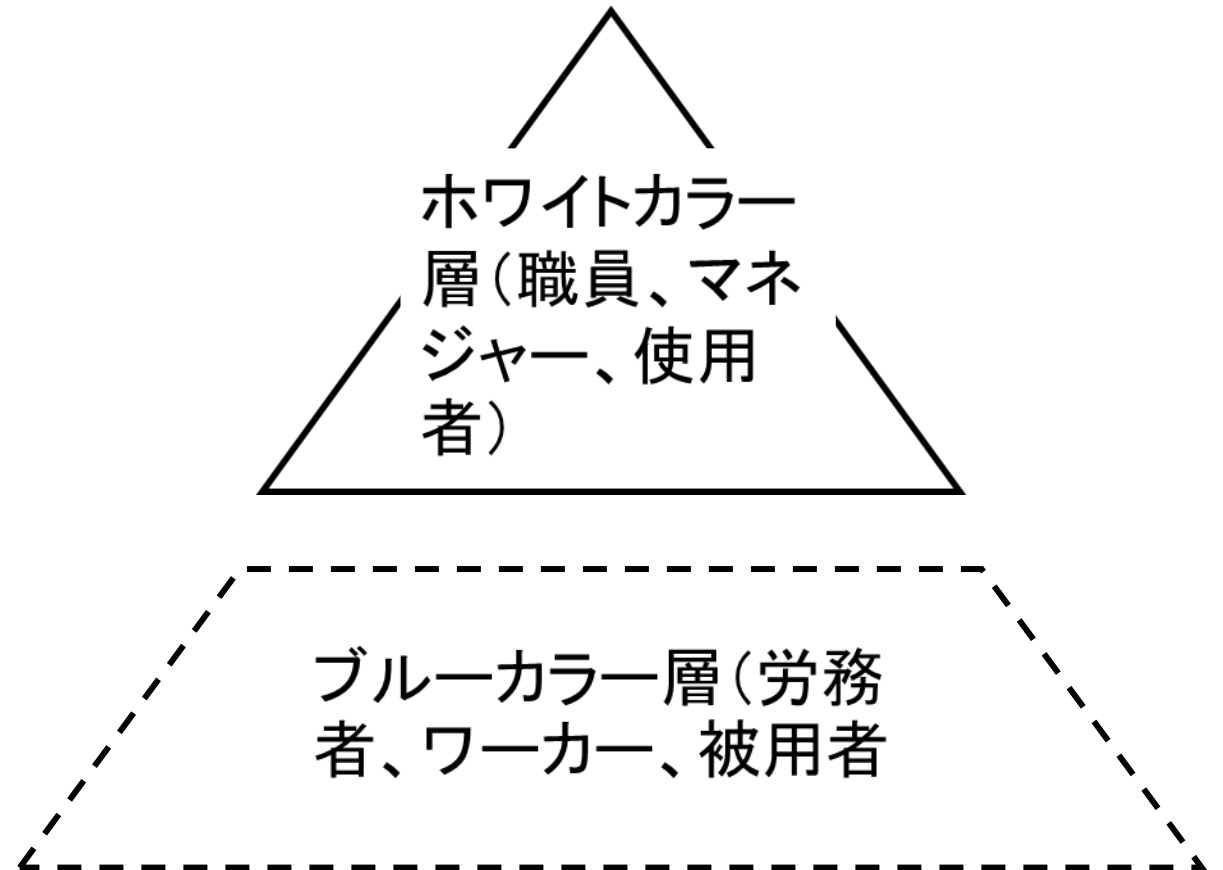 ホワイトカラー
層（職員、マネ
ジャー、使用
者）
ブルーカラー層（労務
者、ワーカー、被用者